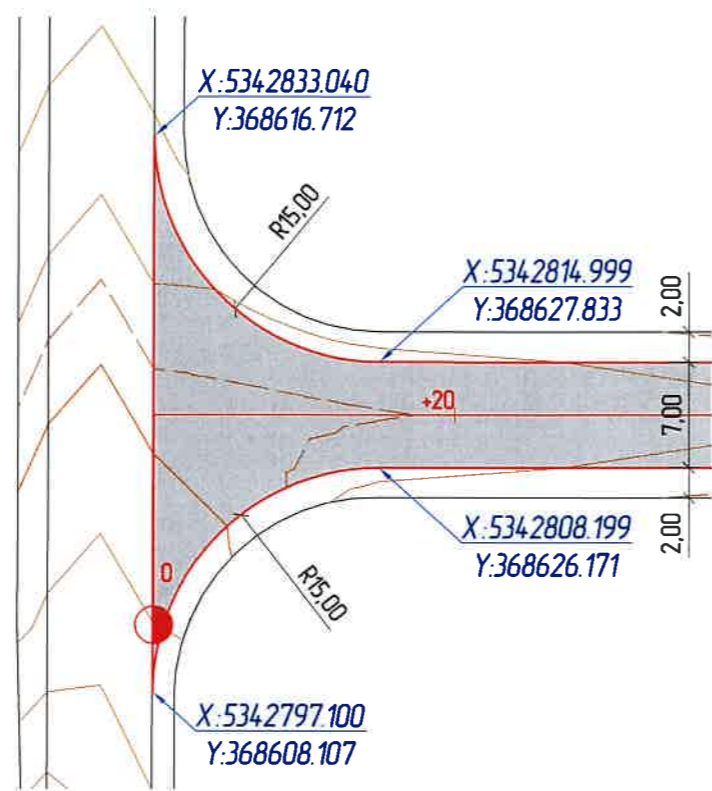 X:5342833.040
Y:368616.712
R15,00
X:5342814.999
Y:368627.833
2,00
+20
7,00
X:5342808.199
Y:368626.171
2,00
0
R15,00
X:5342797.100
Y:368608.107